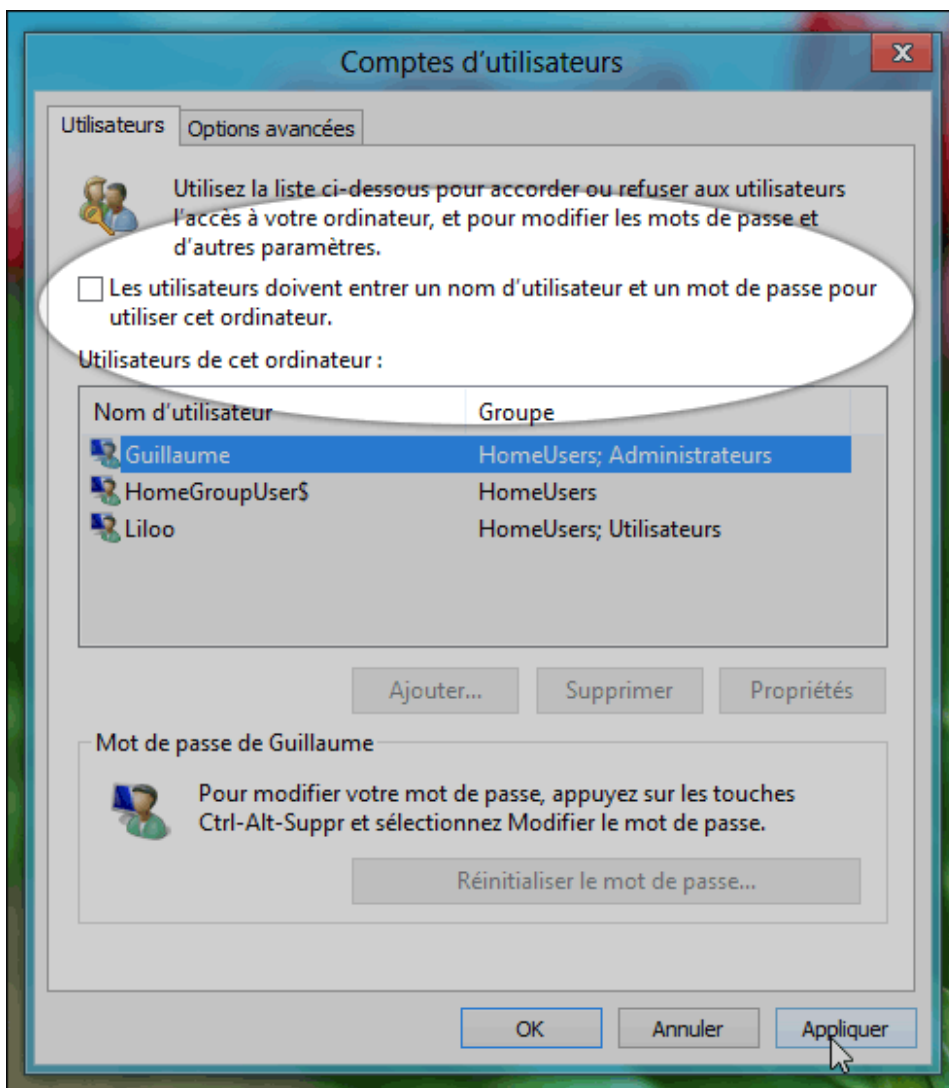 Comptes d'utilisateurs
Utilisateurs
Options avancées
Utilisez la liste ci-dessous pour accorder ou refuser aux utilisateurs
l'accès à votre ordinateur, et pour modifier les mots de passe et
d'autres paramètres.
Les utilisateurs doivent entrer un nom d'utilisateur et un mot de passe pour
utiliser cet ordinateur.
Utilisateurs de cet ordinateur :
Nom d'utilisateur Groupe
Guillaume HomeUsers; Administrateurs
HomeGroupUser$ HomeUsers
Liloo HomeUsers; Utilisateurs
Ajouter... Supprimer Propriétés
Mot de passe de Guillaume
Pour modifier votre mot de passe, appuyez sur les touches
Ctrl-Alt-Suppr et sélectionnez Modifier le mot de passe.
Réinitialiser le mot de passe...
OK Annuler Appliquer